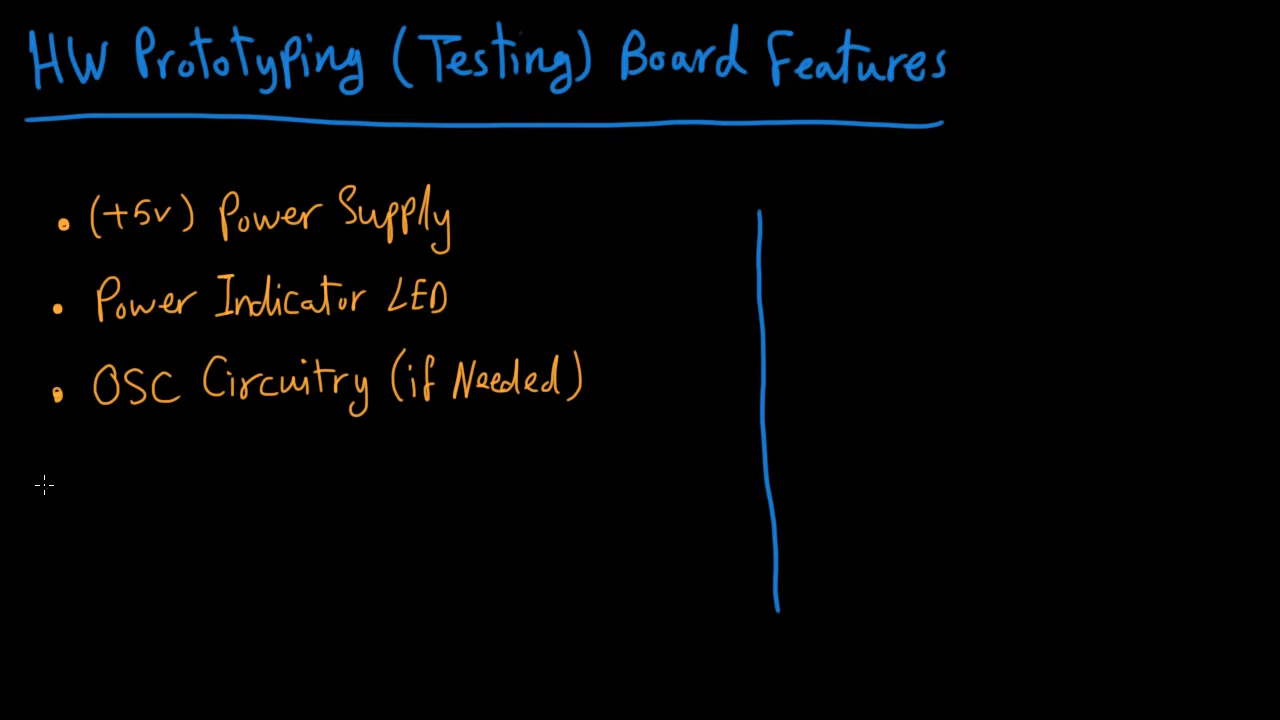 HW Prototyping (Testing) Board Features
• (+5v) Power Supply
• Power Indicator LED
• OSC Circuitry (if Needed)